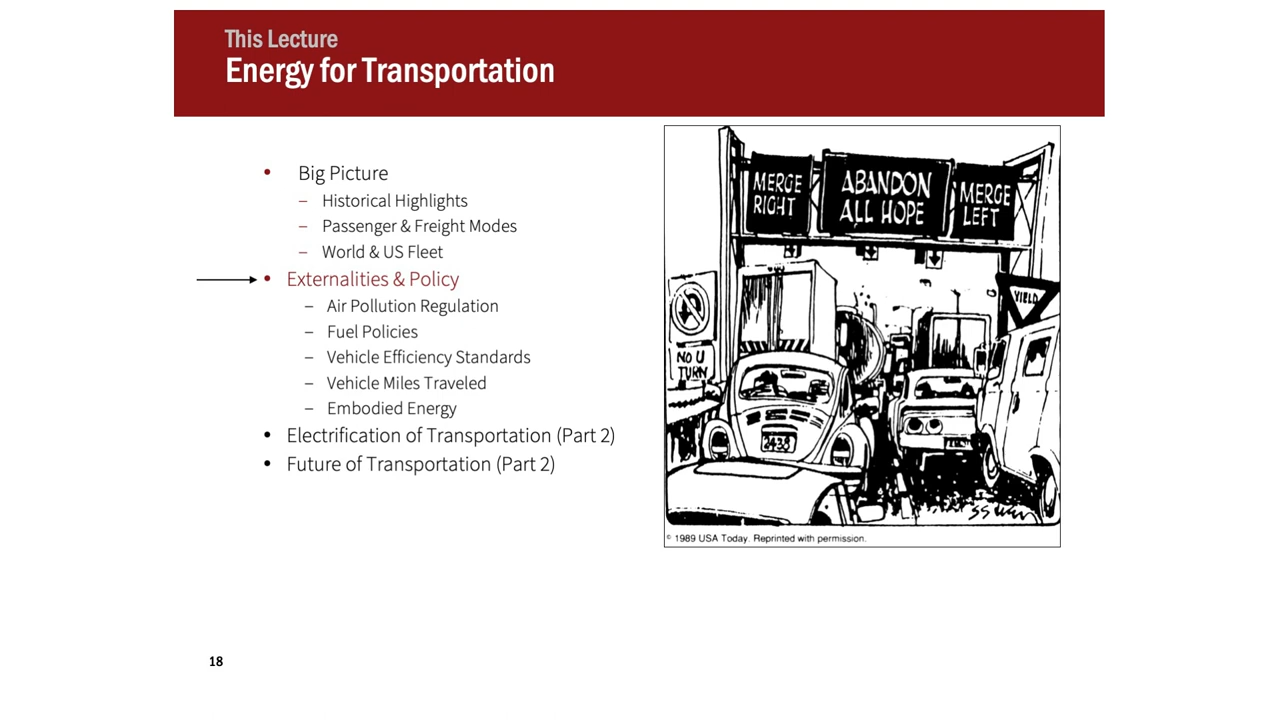 This Lecture
Energy for Transportation
• Big Picture
– Historical Highlights
– Passenger & Freight Modes
– World & US Fleet
• Externalities & Policy
– Air Pollution Regulation
– Fuel Policies
– Vehicle Efficiency Standards
– Vehicle Miles Traveled
– Embodied Energy
• Electrification of Transportation (Part 2)
• Future of Transportation (Part 2)
MERGE
RIGHT
ABANDON
ALL HOPE
MERGE
LEFT
YIELD
NO U
TURN
2438
© 1989 USA Today. Reprinted with permission.
18